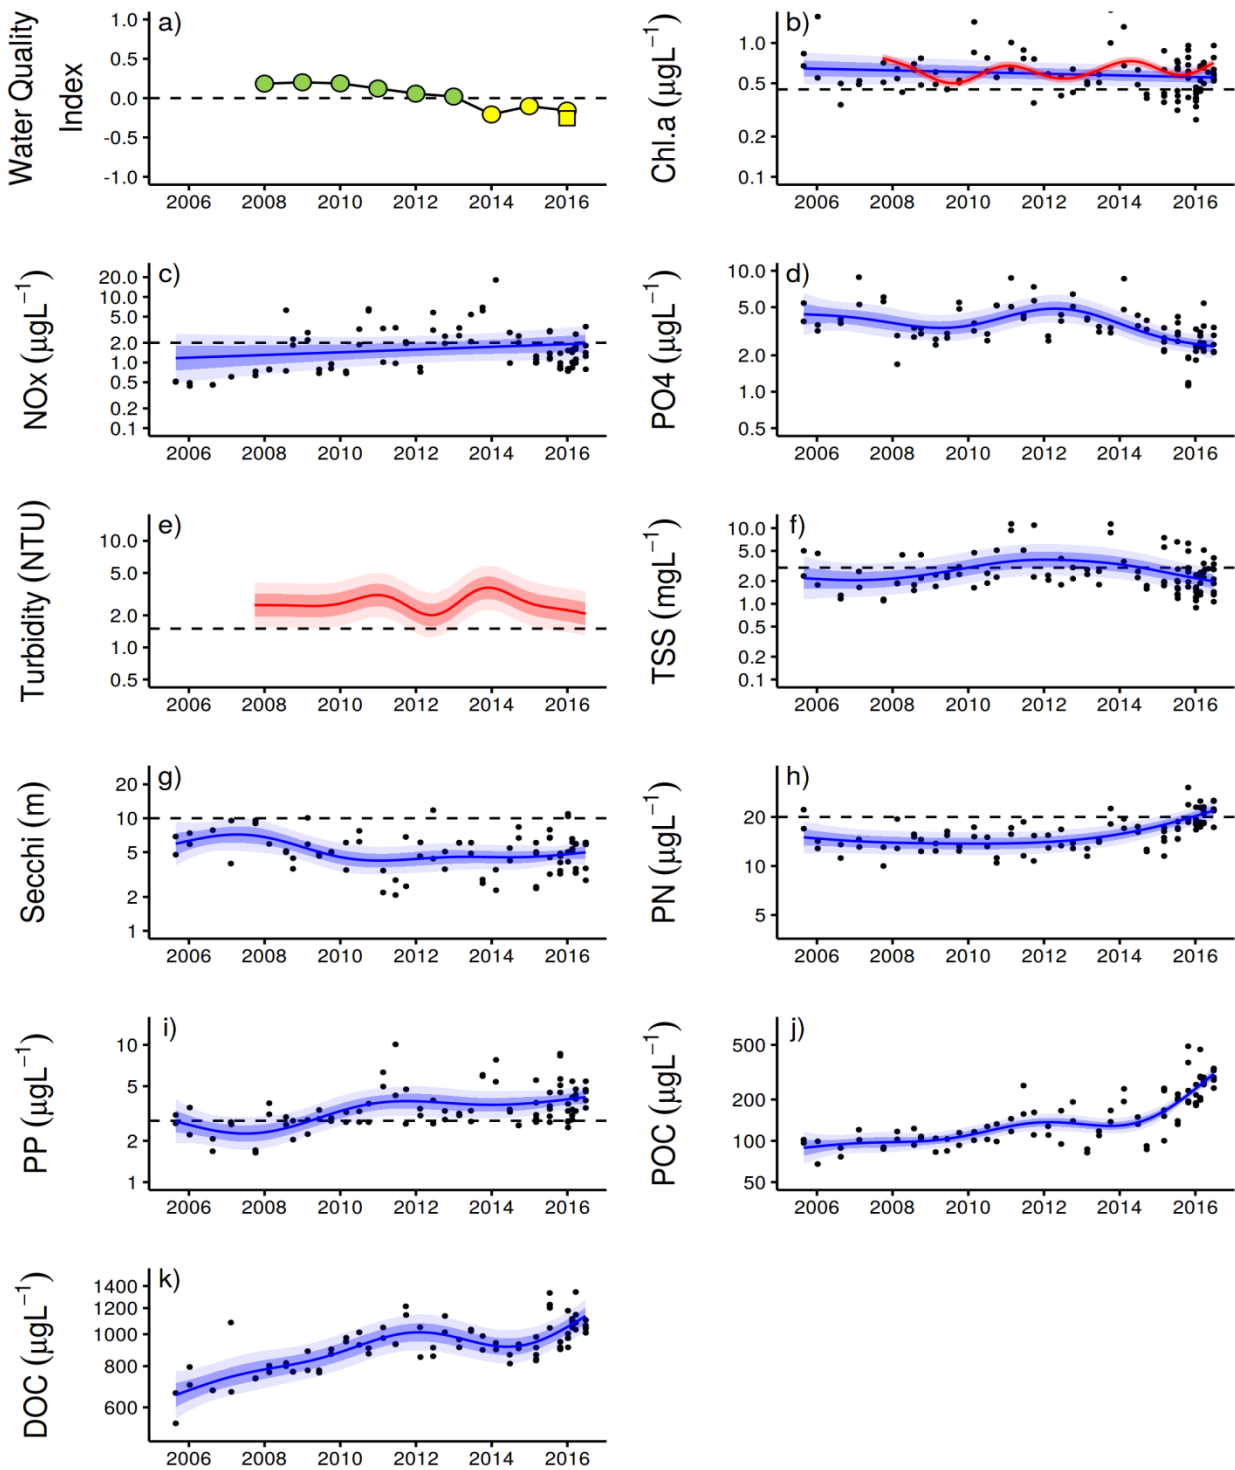 a)
Water Quality
Index
1.0
0.5
0.0
-0.5
-1.0
2006 2008 2010 2012 2014 2016
b)
Chl.a (µgL⁻¹)
1.0
0.5
0.1
2006 2008 2010 2012 2014 2016
c)
NOx (µgL⁻¹)
20.0
10.0
5.0
2.0
1.0
0.5
0.2
0.1
2006 2008 2010 2012 2014 2016
d)
PO4 (µgL⁻¹)
10.0
5.0
2.0
1.0
0.5
2006 2008 2010 2012 2014 2016
e)
Turbidity (NTU)
10.0
5.0
2.0
1.0
0.5
2006 2008 2010 2012 2014 2016
f)
TSS (mgL⁻¹)
10.0
5.0
2.0
1.0
0.5
0.2
0.1
2006 2008 2010 2012 2014 2016
g)
Secchi (m)
20
10
5
2
1
2006 2008 2010 2012 2014 2016
h)
PN (µgL⁻¹)
20
10
5
2006 2008 2010 2012 2014 2016
i)
PP (µgL⁻¹)
10
5
2
1
2006 2008 2010 2012 2014 2016
j)
POC (µgL⁻¹)
500
200
100
50
2006 2008 2010 2012 2014 2016
k)
DOC (µgL⁻¹)
1400
1200
1000
800
600
2006 2008 2010 2012 2014 2016